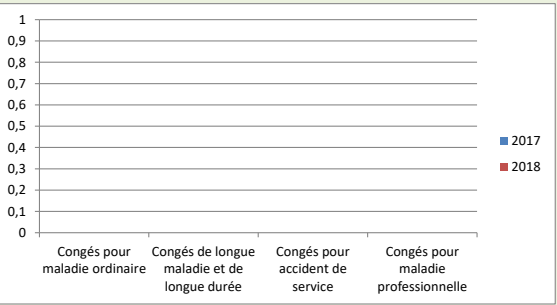 1
0,9
0,8
0,7
0,6
0,5
0,4
0,3
0,2
0,1
0
Congés pour
maladie ordinaire
Congés de longue
maladie et de
longue durée
Congés pour
accident de
service
Congés pour
maladie
professionnelle
2017
2018